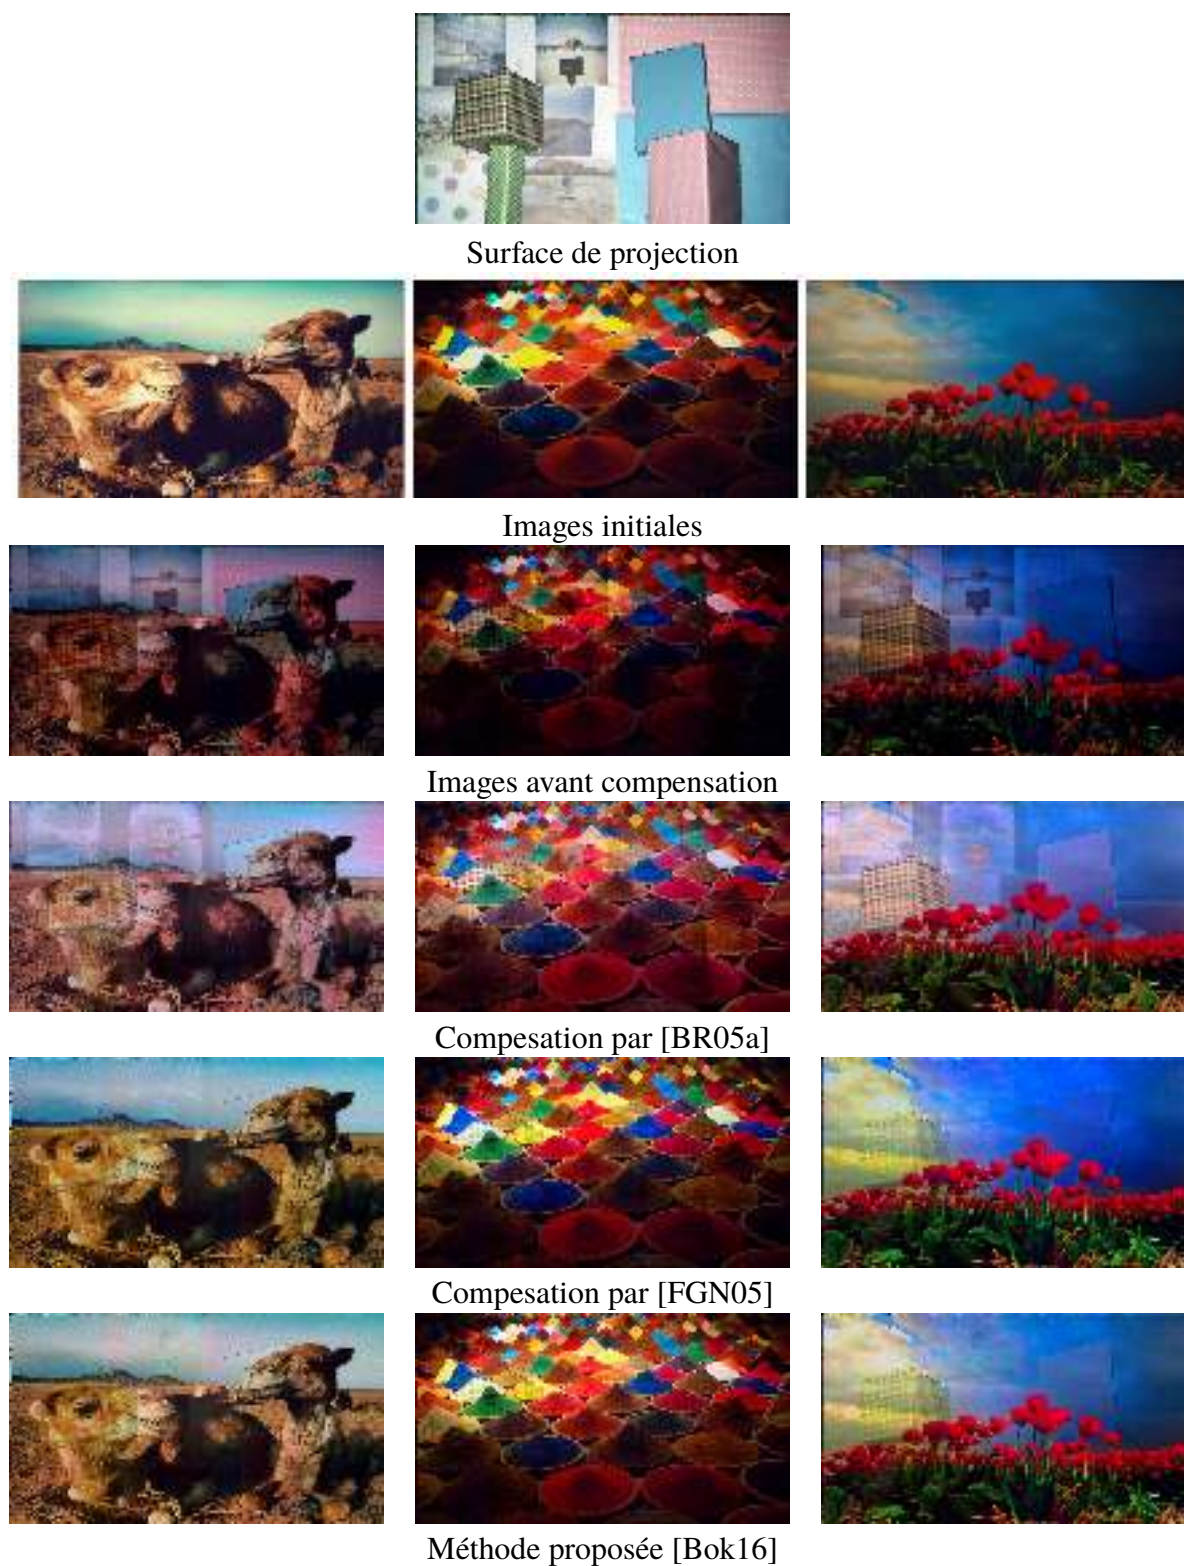 Surface de projection
Images initiales
Images avant compensation
Compesation par [BR05a]
Compesation par [FGN05]
Méthode proposée [Bok16]